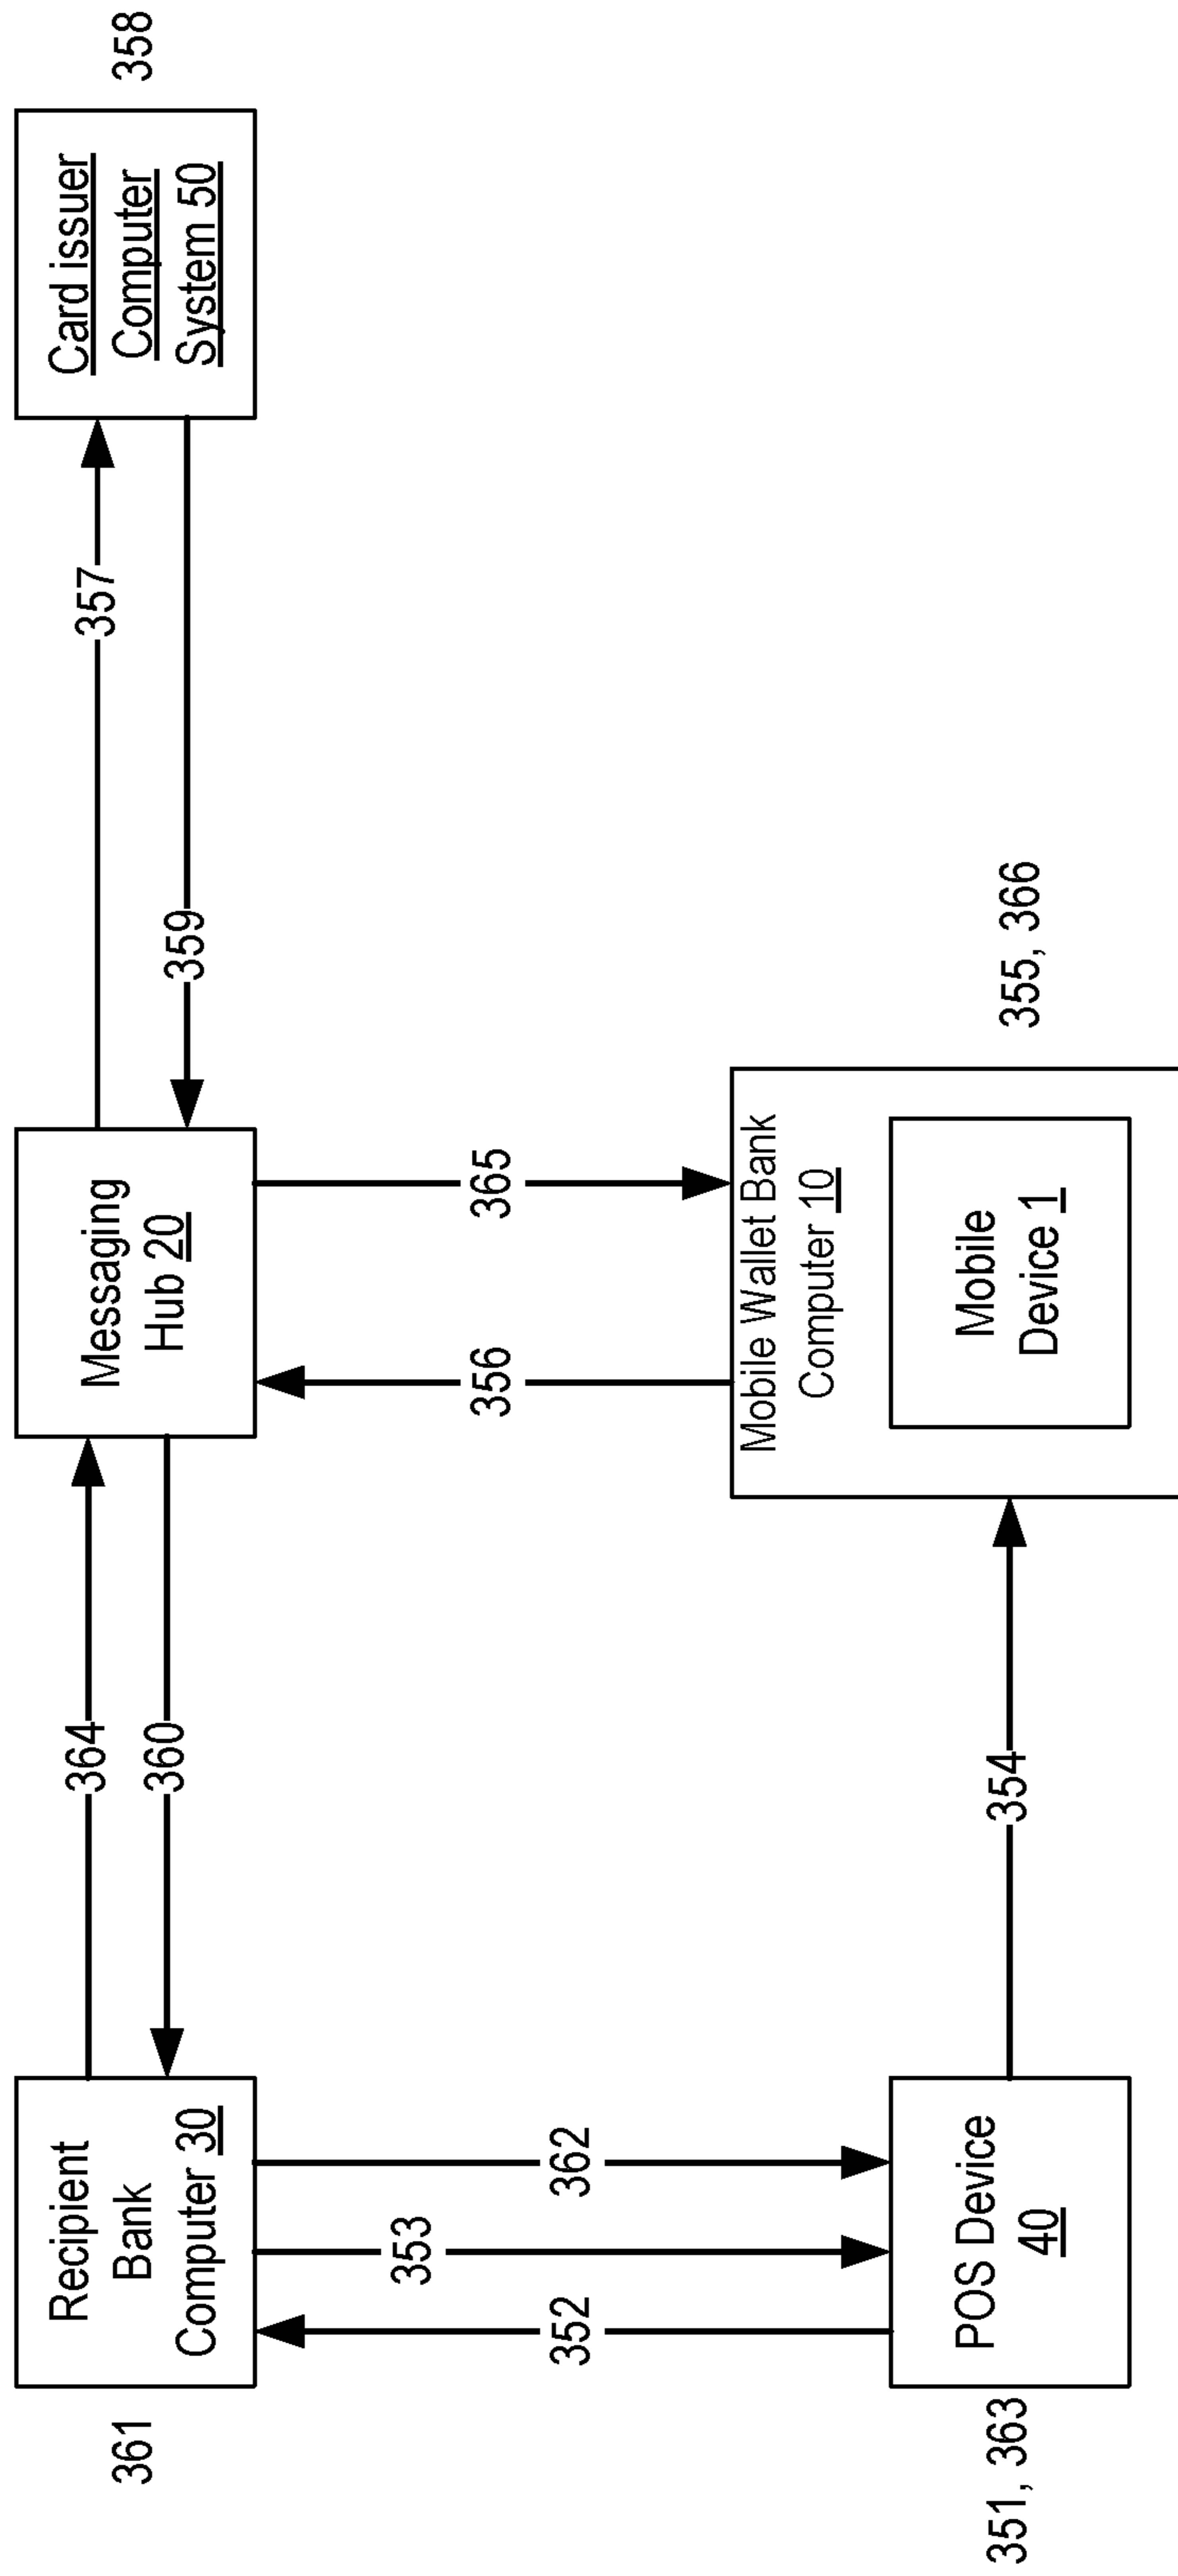 361
Recipient
Bank
Computer 30
364
360
Messaging
Hub 20
357
359
Card issuer
Computer
System 50
358
352
353
362
356
365
351, 363
POS Device
40
354
Mobile Wallet Bank
Computer 10
Mobile
Device 1
355, 366